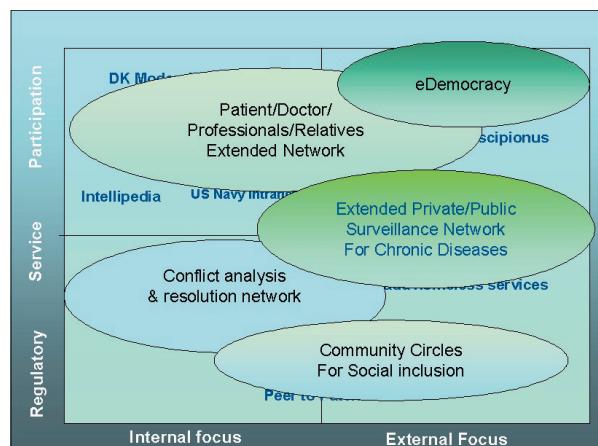 Participation
Service
Regulatory
DK Mode
eDemocracy
Patient/Doctor/
Professionals/Relatives
Extended Network
scipionus
Intellipedia
US Navy Intran
Extended Private/Public
Surveillance Network
For Chronic Diseases
Conflict analysis
& resolution network
homeless services
Community Circles
For Social inclusion
Peer to
Internal focus
External Focus